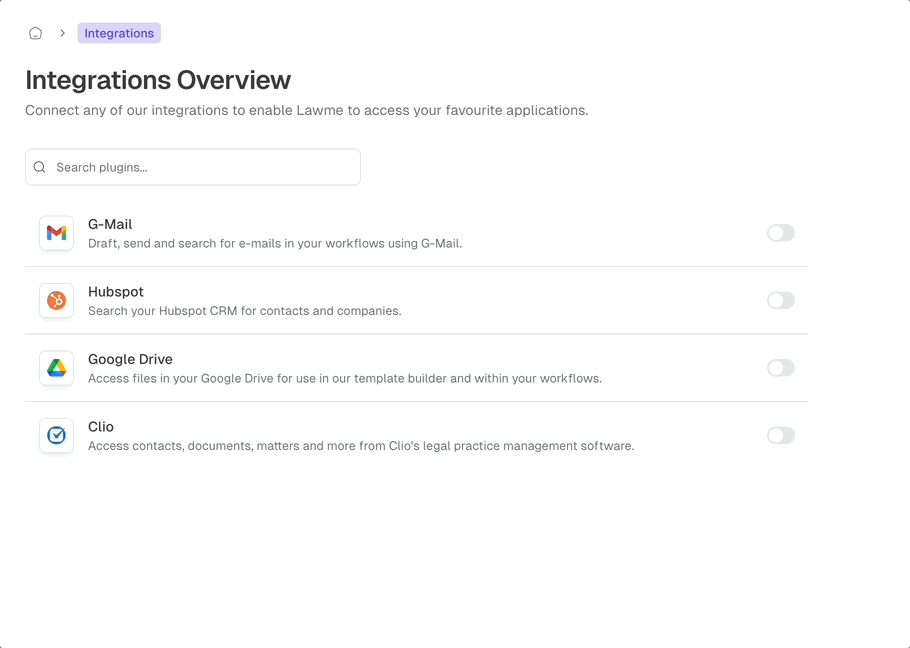 Integrations
Integrations Overview
Connect any of our integrations to enable Lawme to access your favourite applications.
Search plugins...
G-Mail
Draft, send and search for e-mails in your workflows using G-Mail.
Hubspot
Search your Hubspot CRM for contacts and companies.
Google Drive
Access files in your Google Drive for use in our template builder and within your workflows.
Clio
Access contacts, documents, matters and more from Clio's legal practice management software.